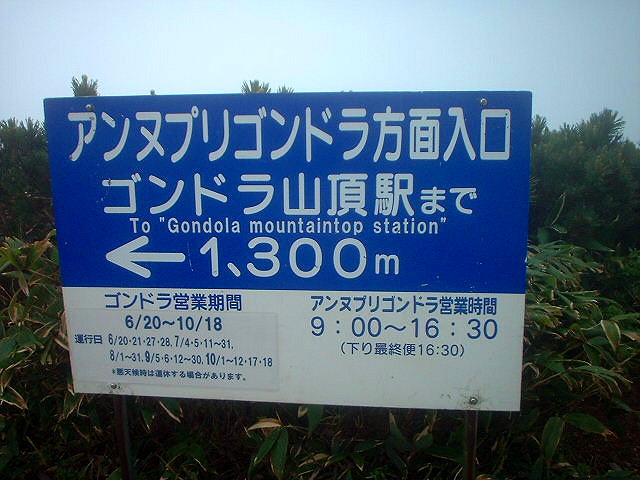 アンヌプリゴンドラ方面入口
ゴンドラ山頂駅まで
To "Gondola mountaintop station"
←1,300m
ゴンドラ営業期間
6/20〜10/18
運行日 6/20・21・27・28、7/4・5・11〜31、
8/1〜31、9/5・6・12〜30、10/1〜12・17・18
*悪天候時は運休する場合があります。
アンヌプリゴンドラ営業時間
9：00〜16：30
(下り最終便16:30)